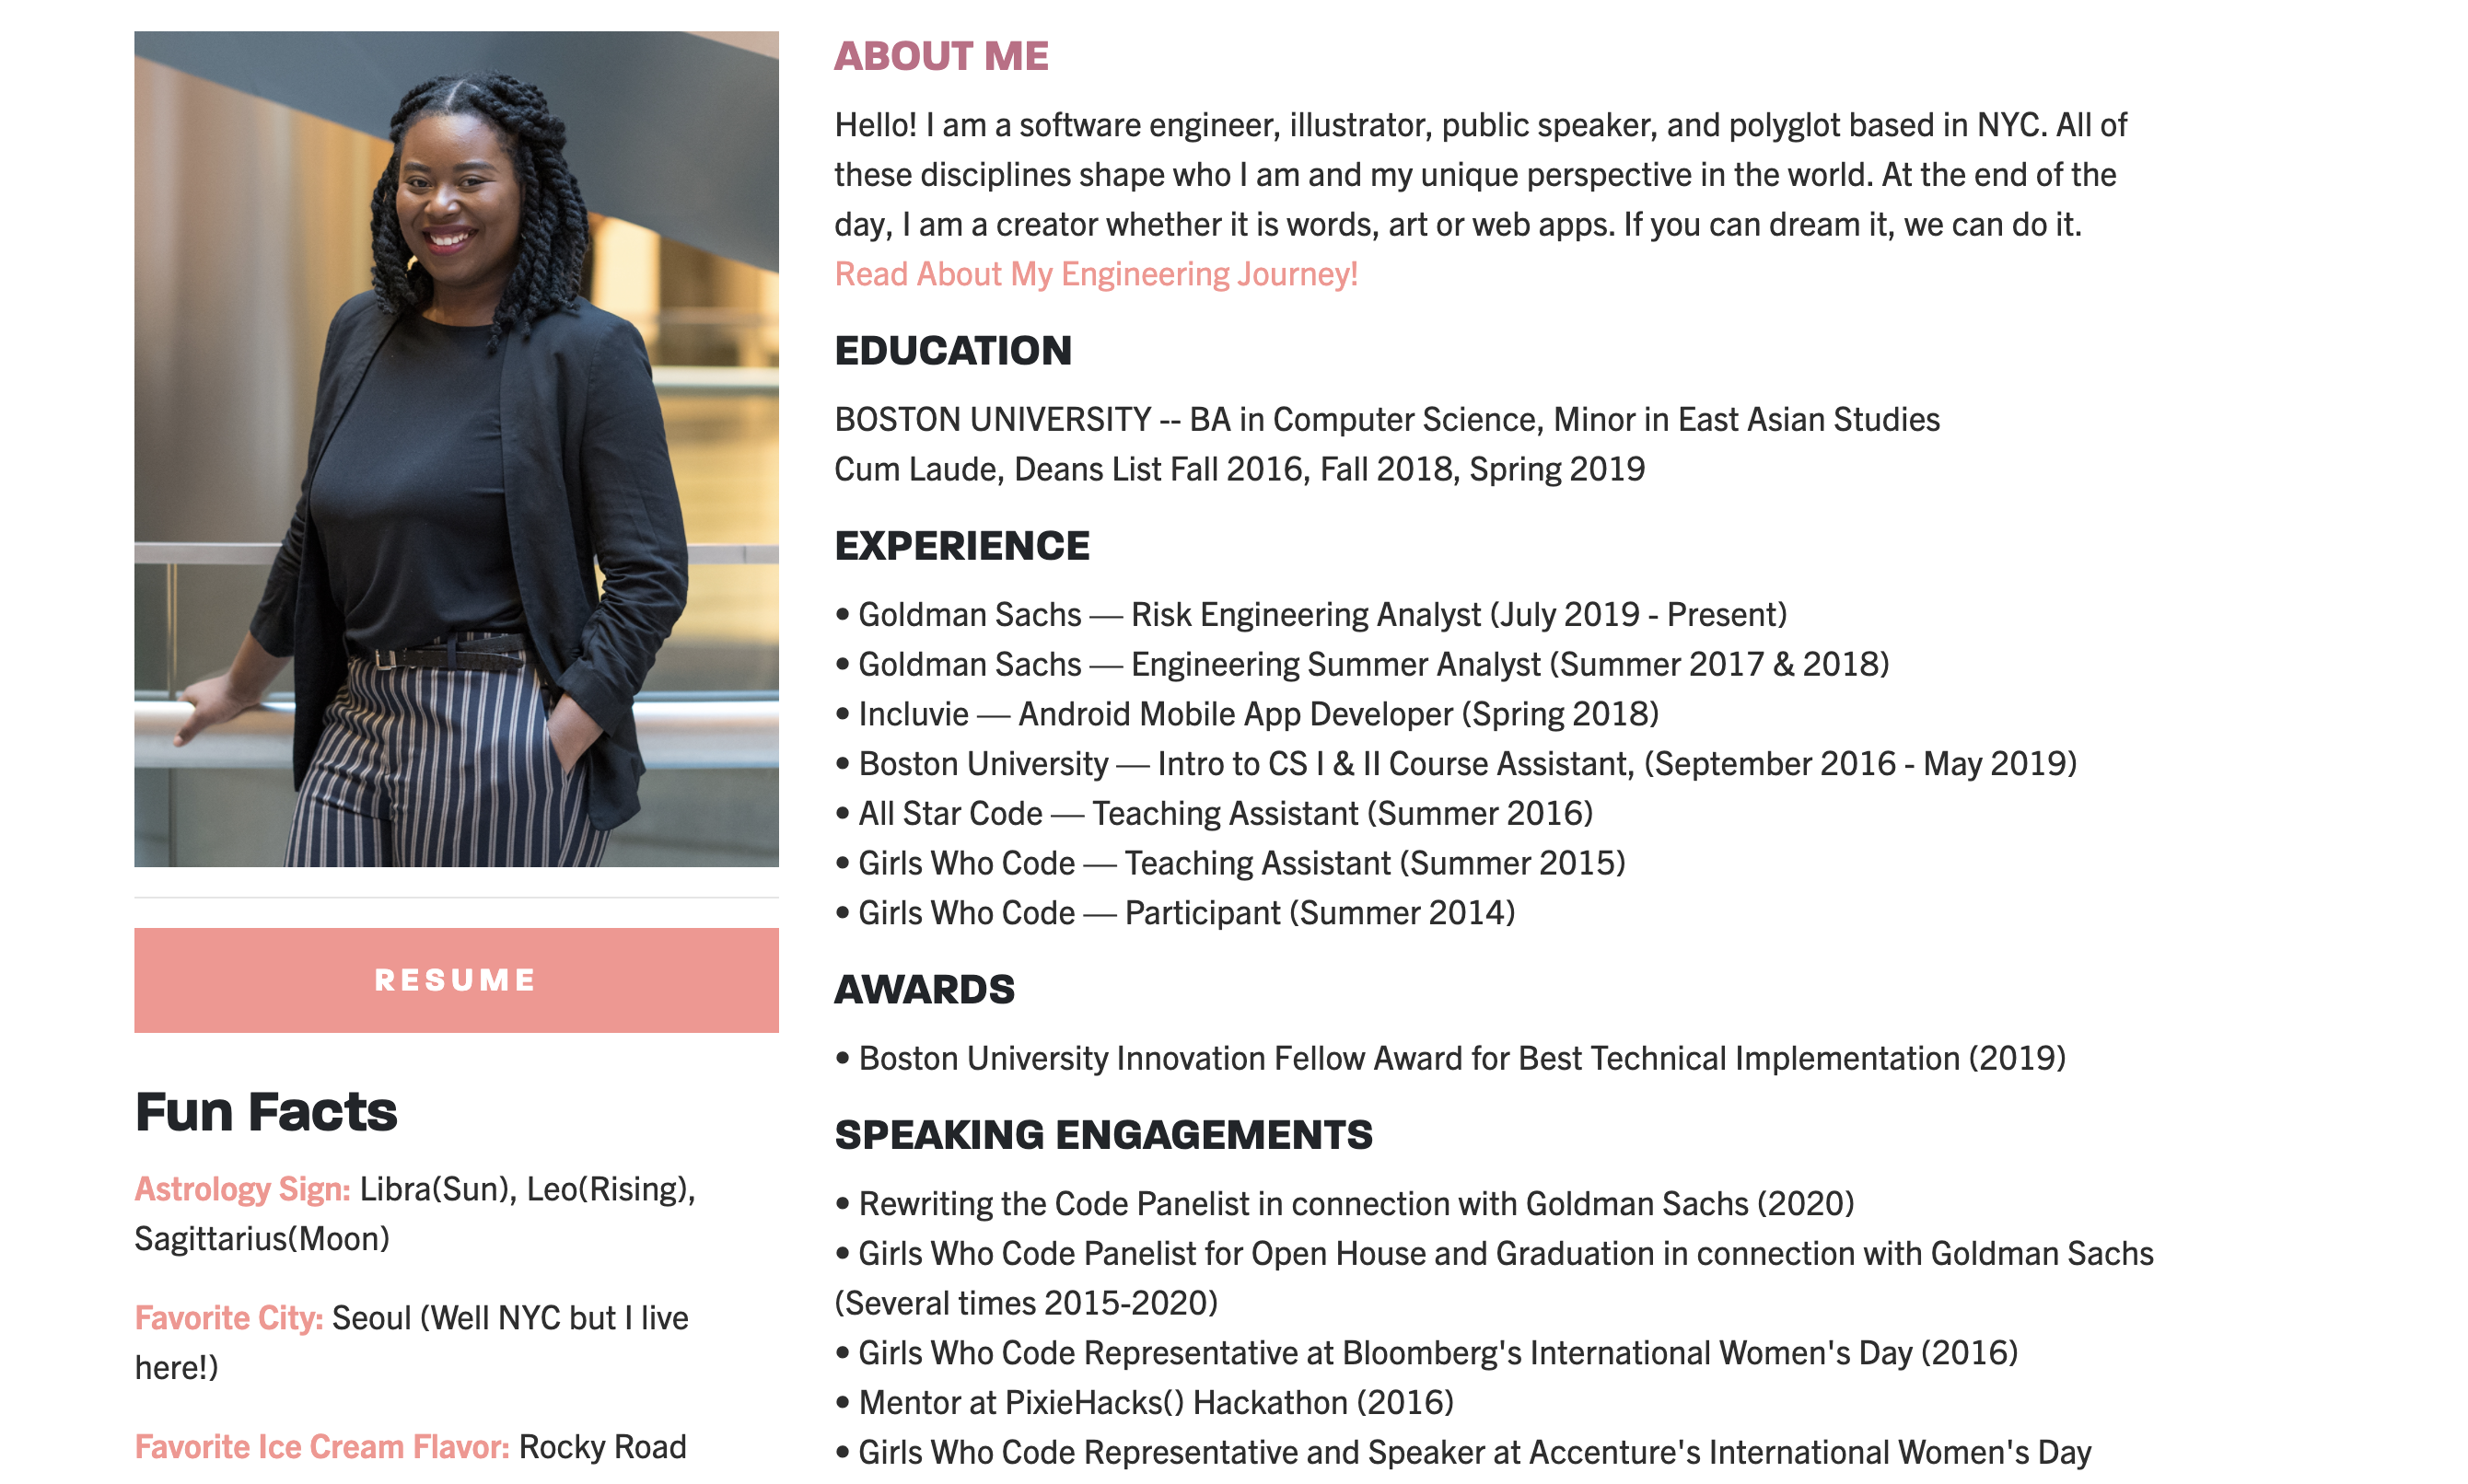 ABOUT ME
Hello! I am a software engineer, illustrator, public speaker, and polyglot based in NYC. All of
these disciplines shape who I am and my unique perspective in the world. At the end of the
day, I am a creator whether it is words, art or web apps. If you can dream it, we can do it.
Read About My Engineering Journey!
EDUCATION
BOSTON UNIVERSITY -- BA in Computer Science, Minor in East Asian Studies
Cum Laude, Deans List Fall 2016, Fall 2018, Spring 2019
EXPERIENCE
• Goldman Sachs — Risk Engineering Analyst (July 2019 - Present)
• Goldman Sachs — Engineering Summer Analyst (Summer 2017 & 2018)
• Incluvie — Android Mobile App Developer (Spring 2018)
• Boston University — Intro to CS I & II Course Assistant, (September 2016 - May 2019)
• All Star Code — Teaching Assistant (Summer 2016)
• Girls Who Code — Teaching Assistant (Summer 2015)
• Girls Who Code — Participant (Summer 2014)
AWARDS
• Boston University Innovation Fellow Award for Best Technical Implementation (2019)
SPEAKING ENGAGEMENTS
• Rewriting the Code Panelist in connection with Goldman Sachs (2020)
• Girls Who Code Panelist for Open House and Graduation in connection with Goldman Sachs
(Several times 2015-2020)
• Girls Who Code Representative at Bloomberg's International Women's Day (2016)
• Mentor at PixieHacks() Hackathon (2016)
• Girls Who Code Representative and Speaker at Accenture's International Women's Day
RESUME
Fun Facts
Astrology Sign: Libra(Sun), Leo(Rising),
Sagittarius(Moon)
Favorite City: Seoul (Well NYC but I live
here!)
Favorite Ice Cream Flavor: Rocky Road